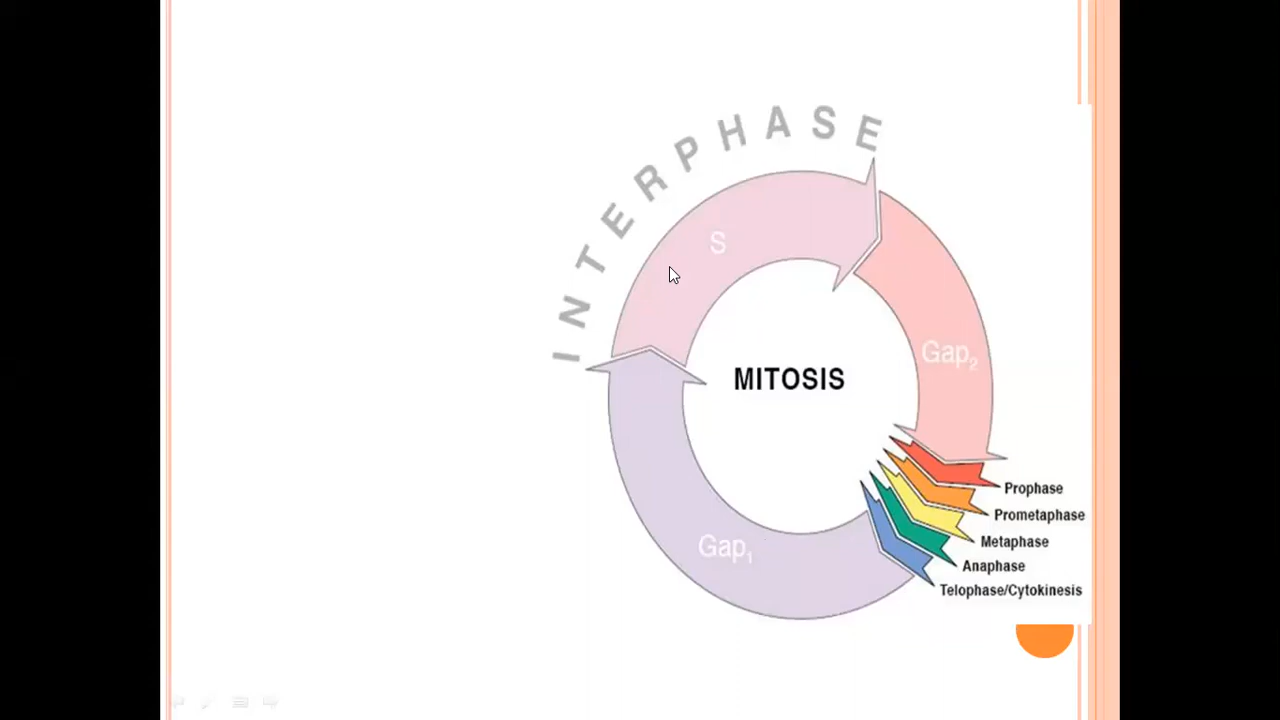 INTERPHASE
S
Gap₂
MITOSIS
Prophase
Prometaphase
Metaphase
Anaphase
Telophase/Cytokinesis
Gap₁